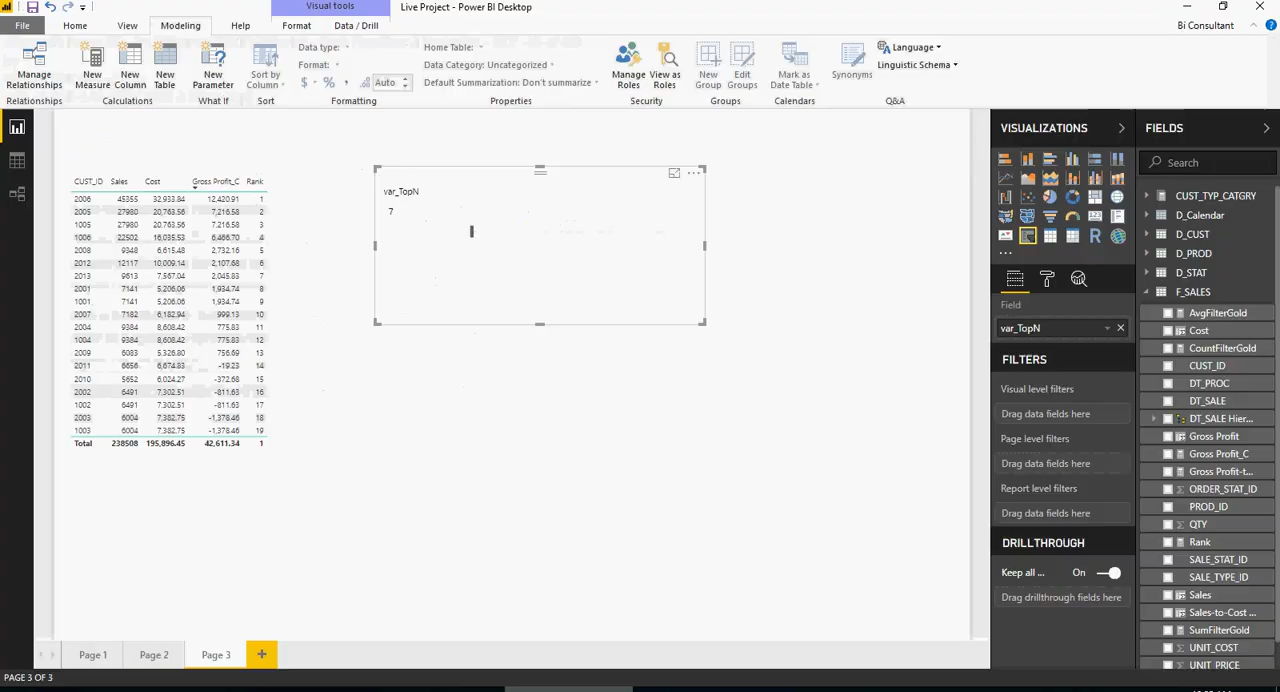 Visual tools
Live Project - Power BI Desktop
File
Home
View
Modeling
Help
Format
Data / Drill
Bi Consultant
Manage Relationships
New Measure
New Column
New Table
New Parameter
Sort by Column
Data type:
Format:
$ % , Auto
Home Table:
Data Category: Uncategorized
Default Summarization: Don't summarize
Manage Roles
View as Roles
New Group
Edit Groups
Mark as Date Table
Synonyms
Language
Linguistic Schema
Relationships
Calculations
What If
Sort
Formatting
Properties
Security
Groups
Calendars
Q&A
CUST_ID Sales Cost Gross Profit_C Rank
2006 45355 32,933.84 12,420.91 1
2005 27980 20,763.56 7,216.58 2
1005 27980 20,763.56 7,216.58 3
1006 22502 16,035.53 6,466.70 4
2008 9348 6,615.48 2,732.16 5
2012 12117 10,009.14 2,107.68 6
2013 9613 7,567.04 2,045.83 7
2001 7141 5,206.06 1,934.74 8
1001 7141 5,206.06 1,934.74 9
2007 7182 6,182.94 999.13 10
2004 9384 8,608.42 775.83 11
1004 9384 8,608.42 775.83 12
2009 6083 5,326.80 756.69 13
2011 6656 6,674.83 -19.23 14
2010 5652 6,024.27 -372.68 15
2002 6491 7,302.51 -811.63 16
1002 6491 7,302.51 -811.63 17
2003 6004 7,382.75 -1,378.46 18
1003 6004 7,382.75 -1,378.46 19
Total 238508 195,896.45 42,611.34 1
var_TopN
7
VISUALIZATIONS
R
Field
var_TopN
FILTERS
Visual level filters
Drag data fields here
Page level filters
Drag data fields here
Report level filters
Drag data fields here
DRILLTHROUGH
Keep all ... On
Drag drillthrough fields here
FIELDS
Search
CUST_TYP_CATGRY
D_Calendar
D_CUST
D_PROD
D_STAT
F_SALES
AvgFilterGold
Cost
CountFilterGold
CUST_ID
DT_PROC
DT_SALE
DT_SALE Hier...
Gross Profit
Gross Profit_C
Gross Profit-t...
ORDER_STAT_ID
PROD_ID
QTY
Rank
SALE_STAT_ID
SALE_TYPE_ID
Sales
Sales-to-Cost ...
SumFilterGold
UNIT_COST
UNIT_PRICE
Page 1
Page 2
Page 3
PAGE 3 OF 3